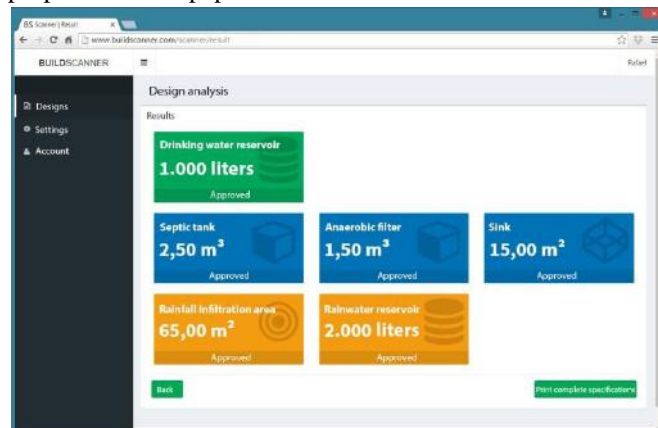 BS Scanner | Result
www.buildscanner.com/scanner/result
BUILDSCANNER
Rafael
Design analysis
Designs
Settings
Account
Results
Drinking water reservoir
1.000 liters
Approved
Septic tank
2,50 m³
Approved
Anaerobic filter
1,50 m³
Approved
Sink
15,00 m²
Approved
Rainfall infiltration area
65,00 m²
Approved
Rainwater reservoir
2.000 liters
Approved
Back
Print complete specifications